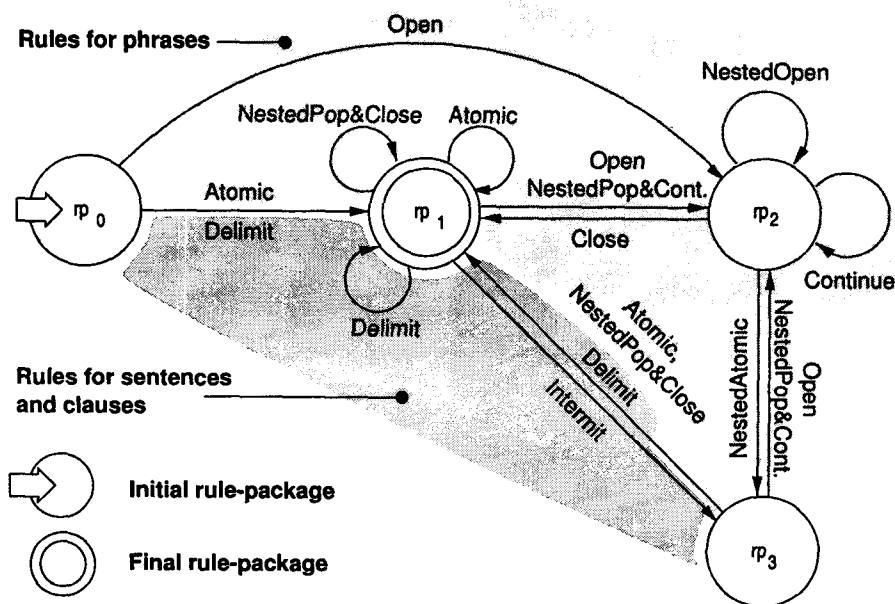 Open
Rules for phrases
NestedOpen
NestedPop&Close
Atomic
Open
NestedPop&Cont.
Atomic
rp 0
rp 1
rp2
Delimit
Close
Continue
Delimit
Atomic,
NestedPop&Close
Delimit
Intermit
NestedAtomic
Open
NestedPop&Cont.
Rules for sentences
and clauses
Initial rule-package
Final rule-package
rp3